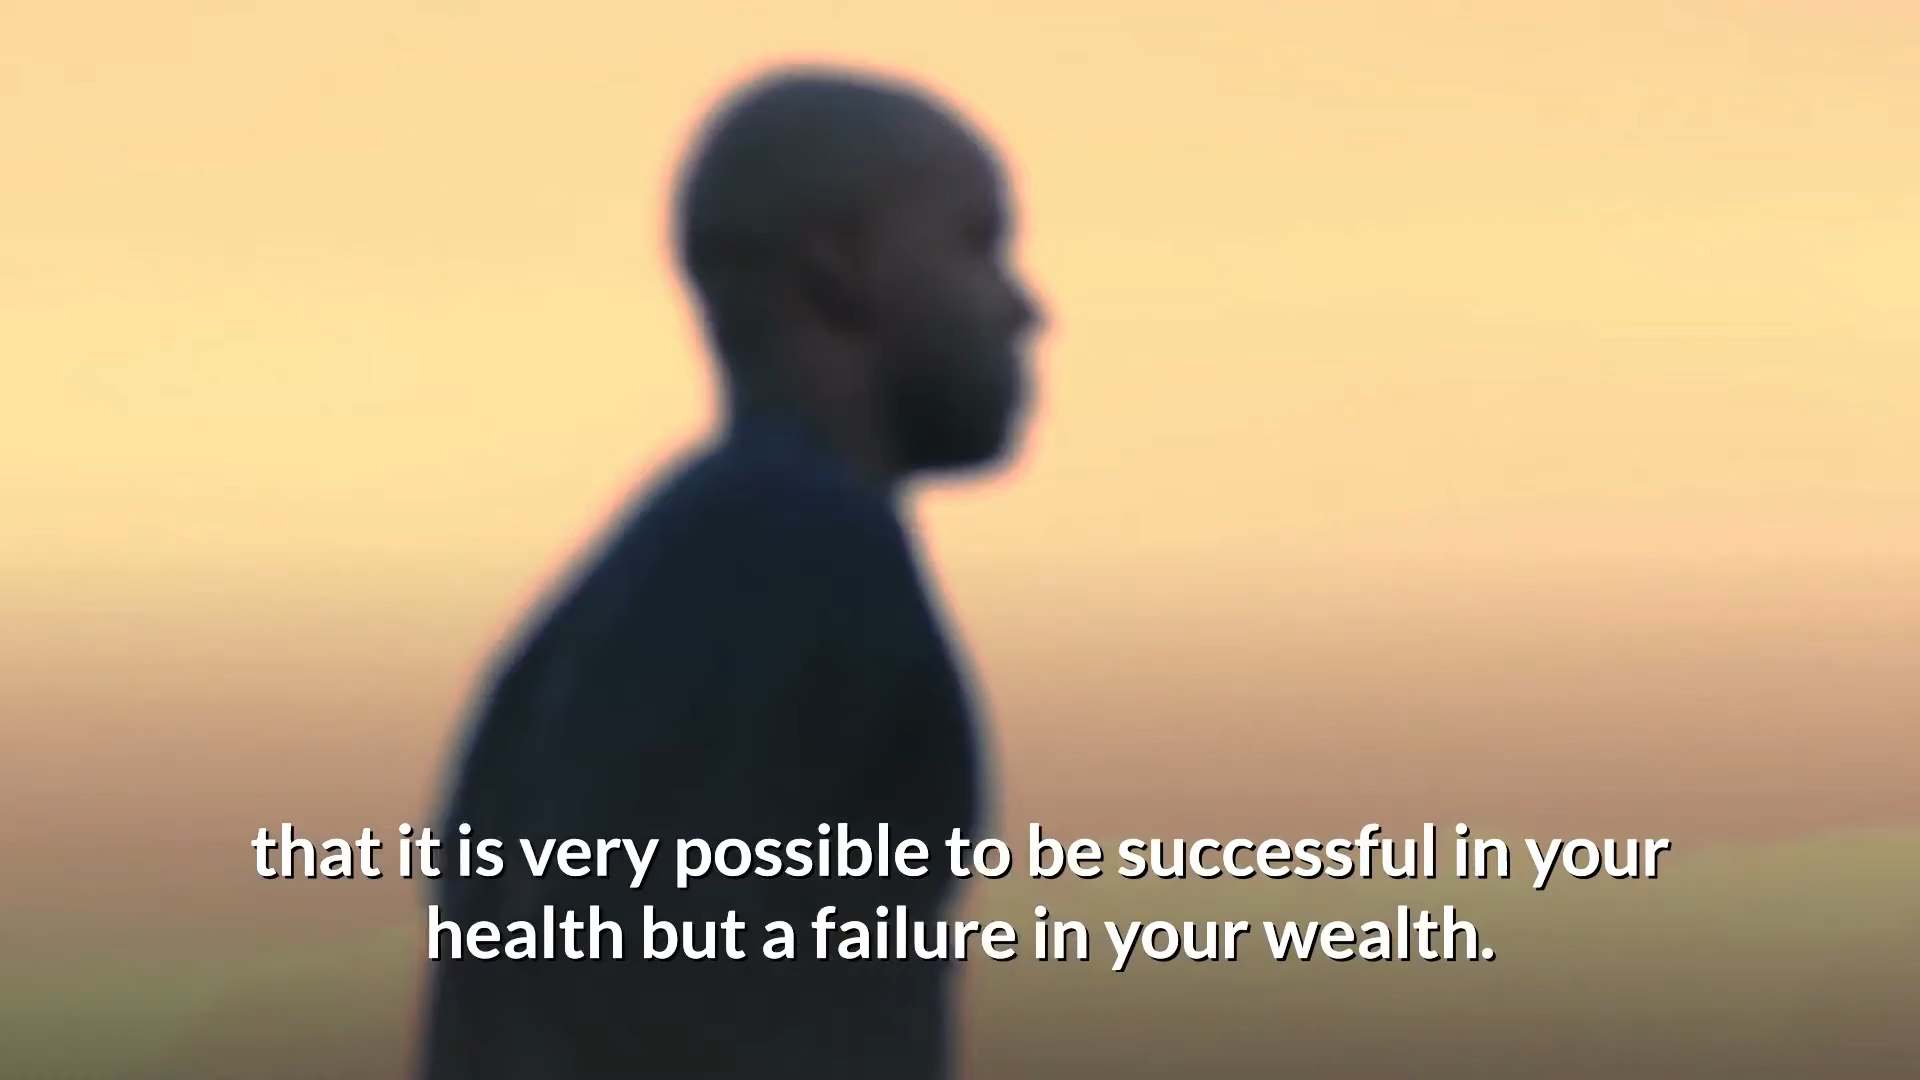 that it is very possible to be successful in your
health but a failure in your wealth.